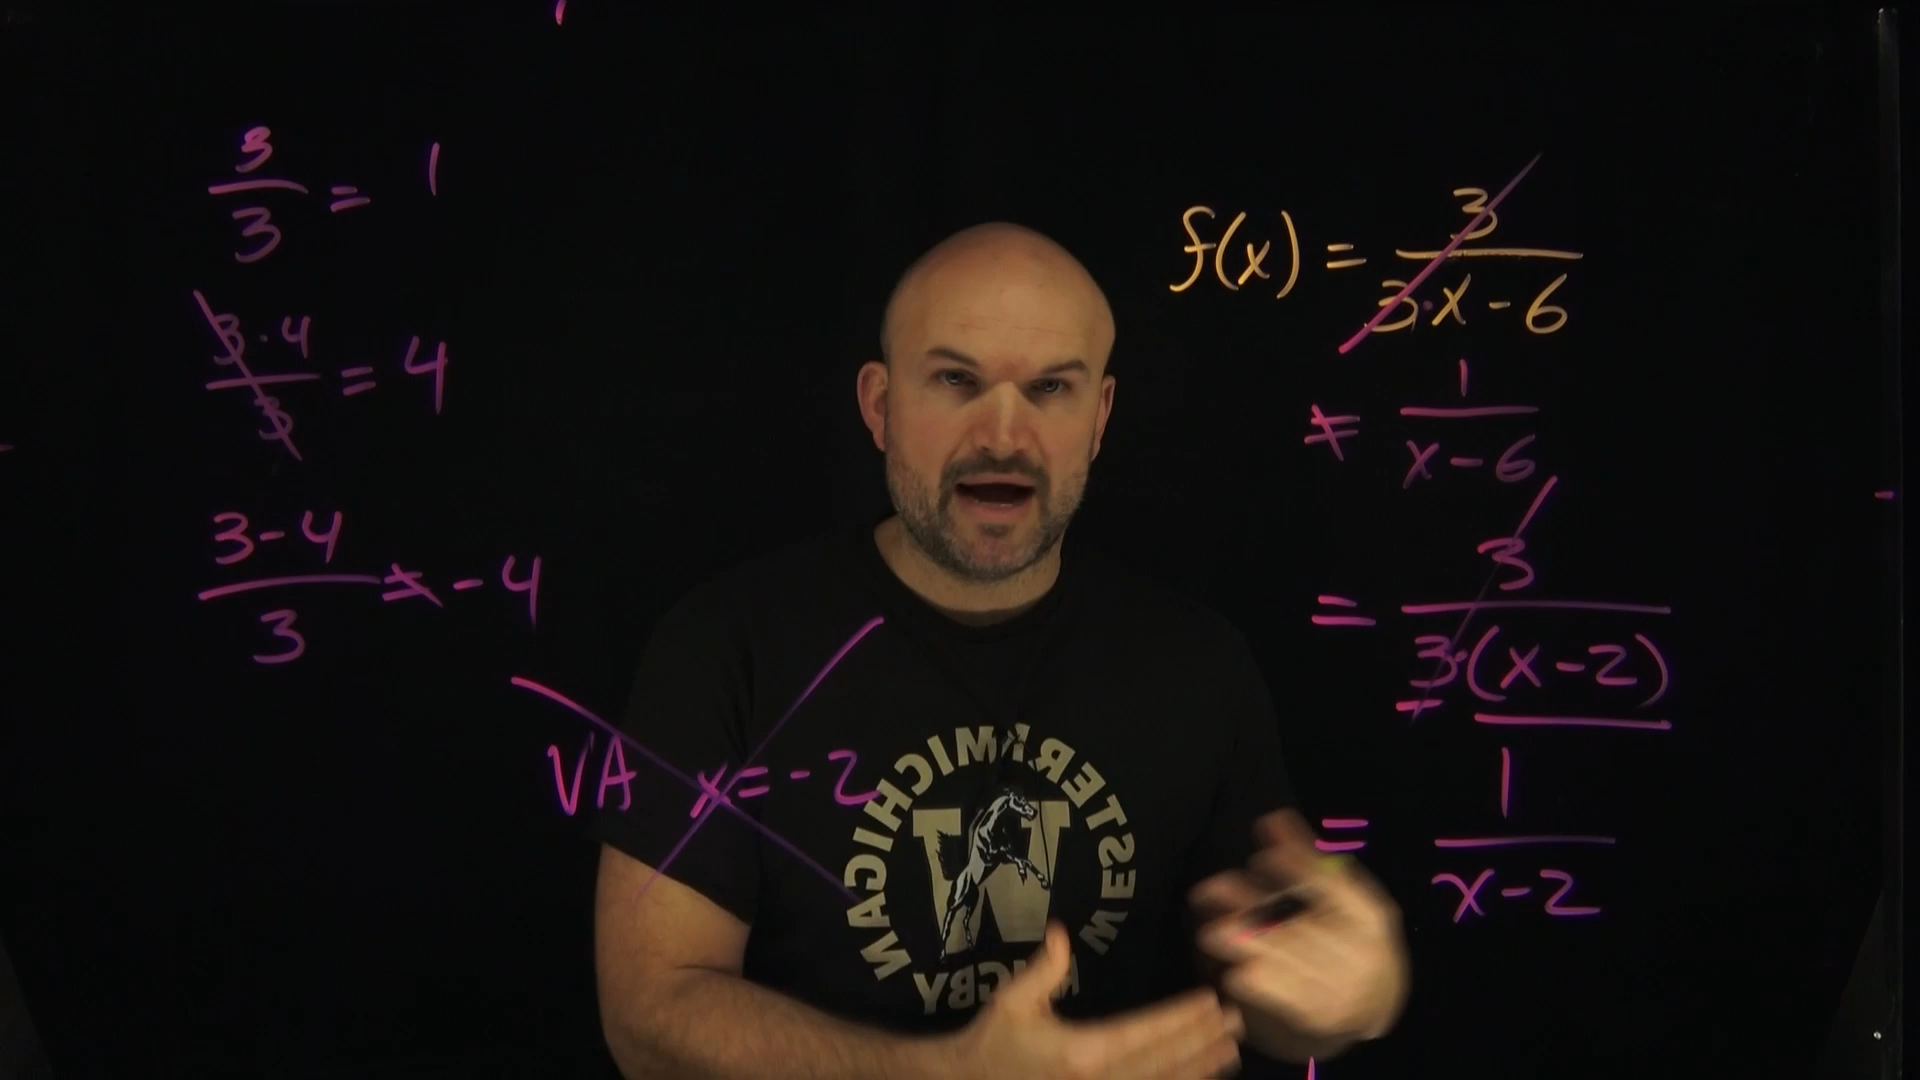 3/3 = 1
3·4/3 = 4
3-4/3 ≠ -4
VA x = -2
f(x) = 3/3·x-6
≠ 1/x-6
= 3/3·(x-2)
= 1/x-2
WESTERN MICHIGAN
W
RUGBY